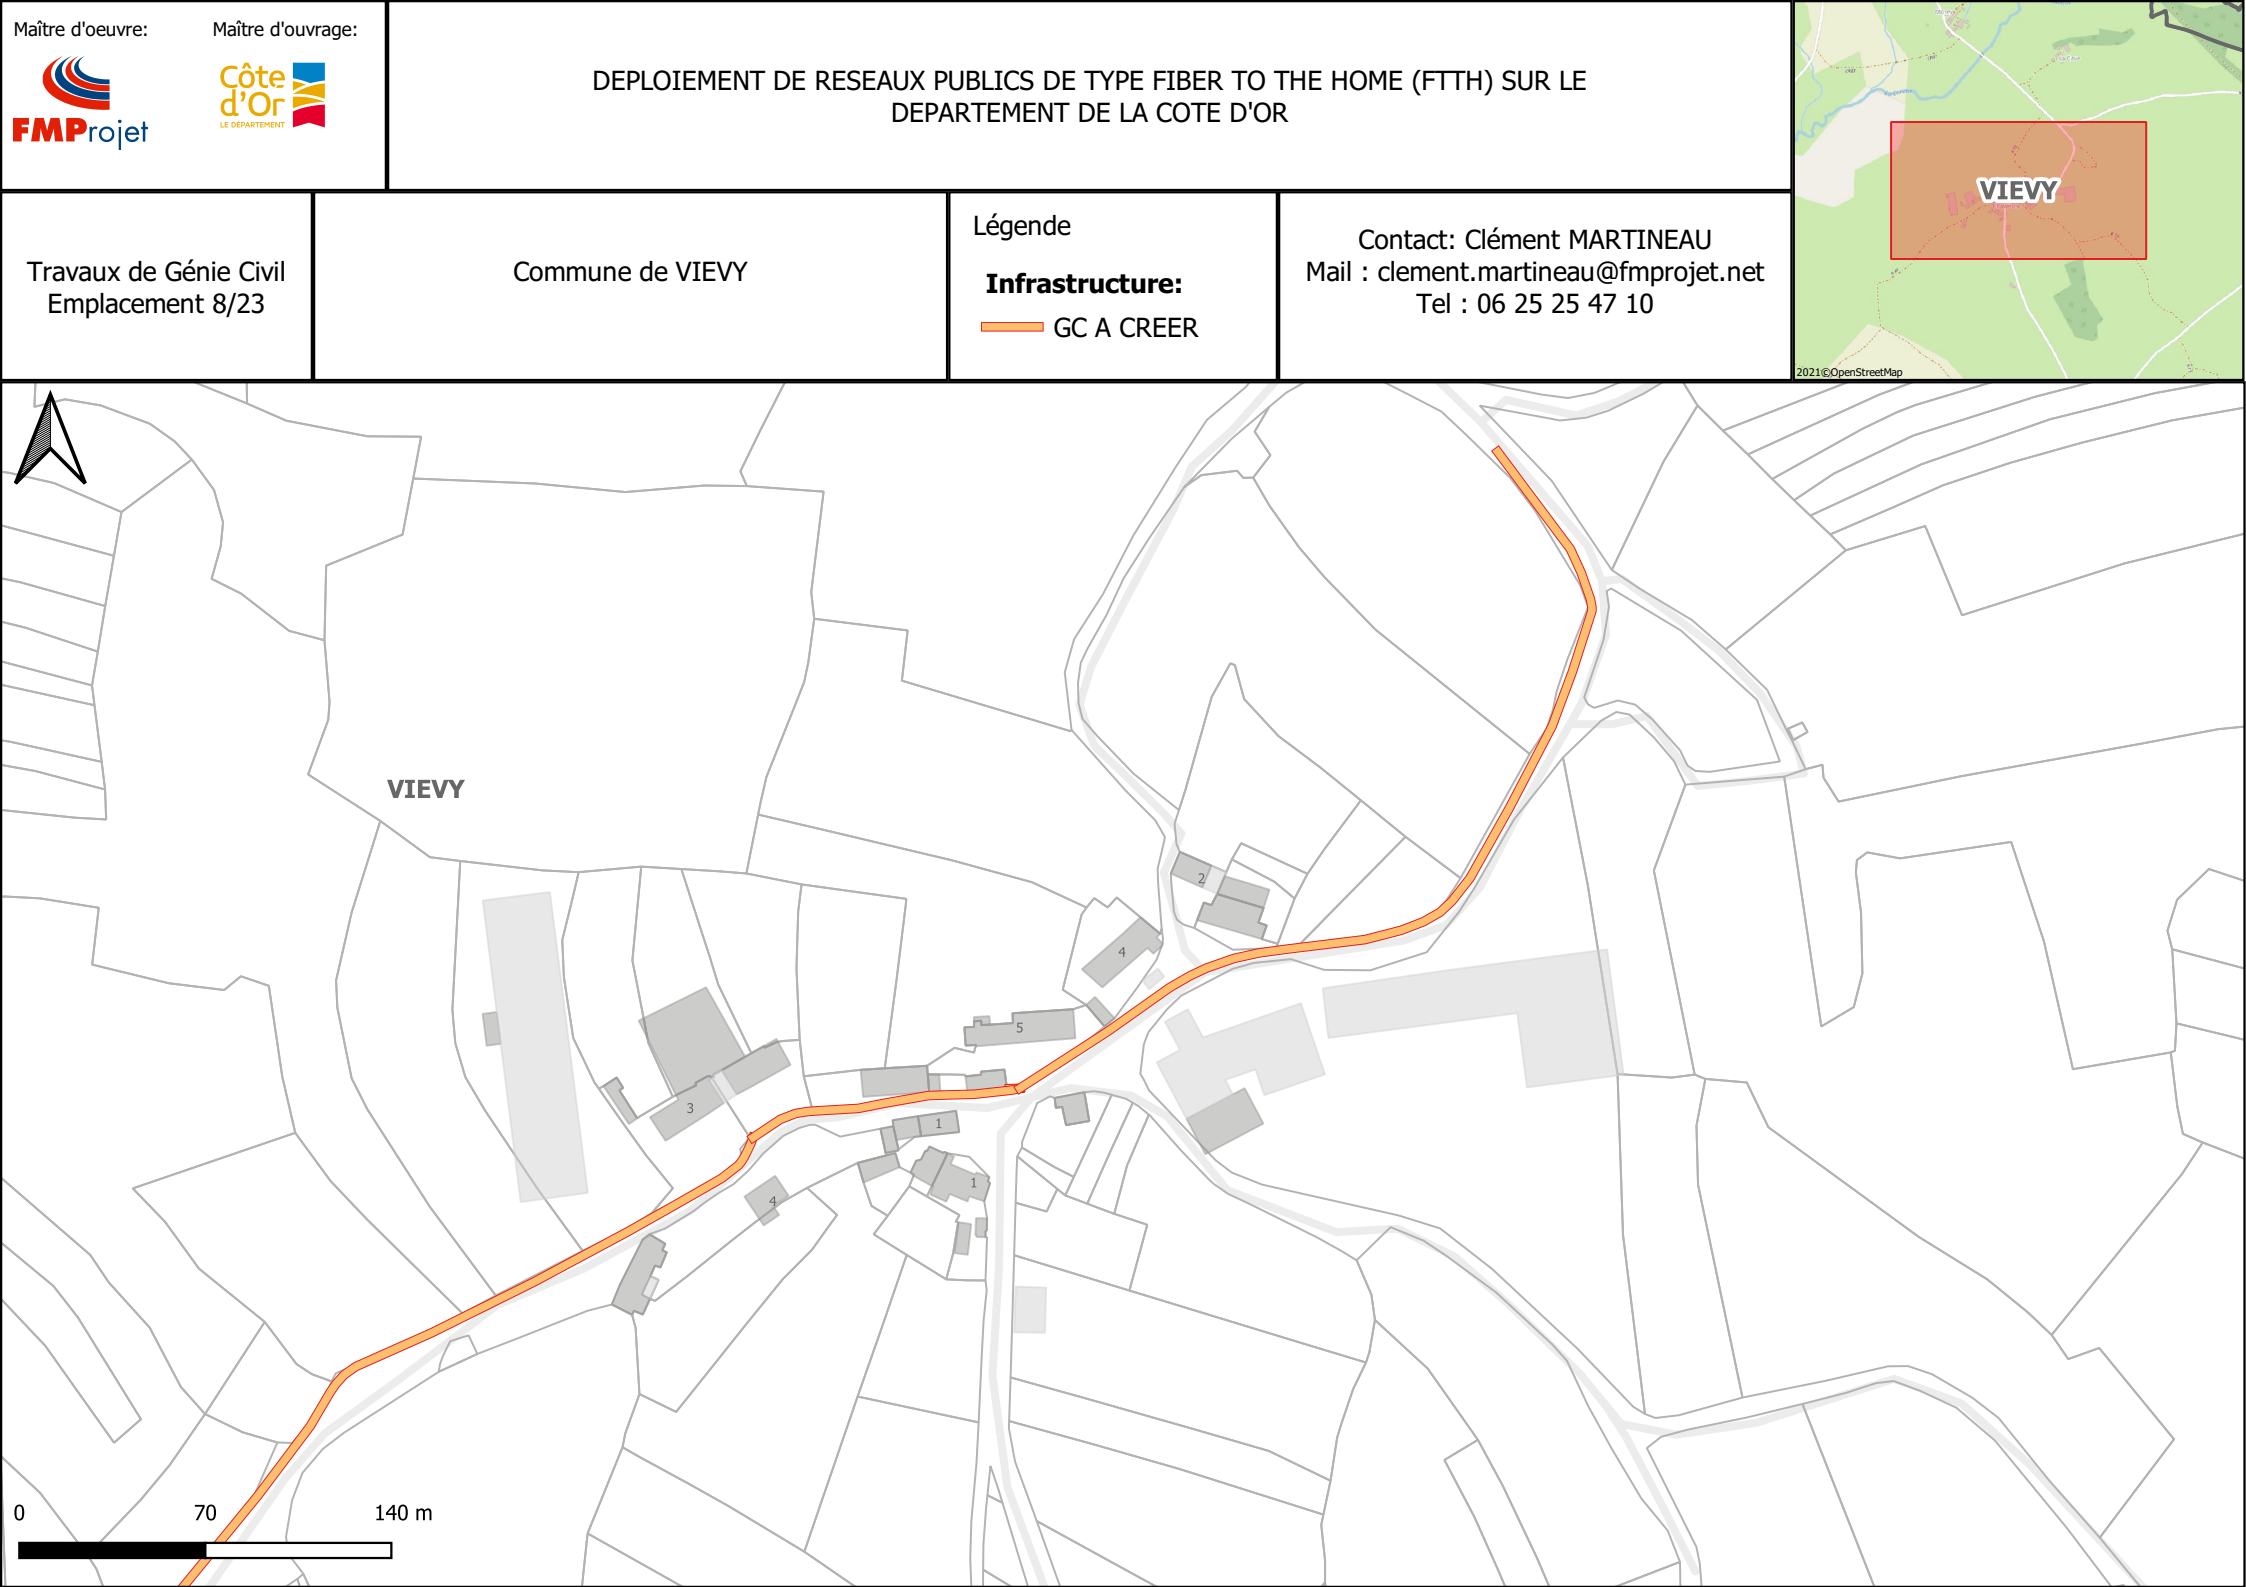 Maître d'oeuvre:
Maître d'ouvrage:
FMProjet
Côte
d'Or
LE DÉPARTEMENT
DEPLOIEMENT DE RESEAUX PUBLICS DE TYPE FIBER TO THE HOME (FTTH) SUR LE
DEPARTEMENT DE LA COTE D'OR
VIEVY
2021©OpenStreetMap
Travaux de Génie Civil
Emplacement 8/23
Commune de VIEVY
Légende
Infrastructure:
GC A CREER
Contact: Clément MARTINEAU
Mail : clement.martineau@fmprojet.net
Tel : 06 25 25 47 10
VIEVY
2
4
5
3
1
1
4
0 70 140 m